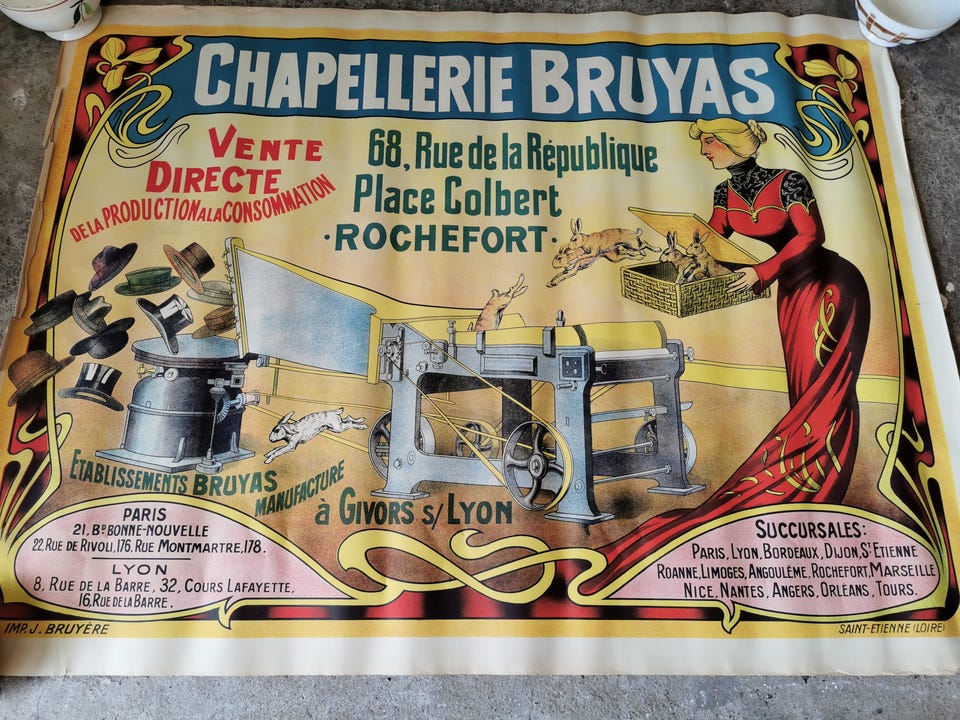 CHAPELLERIE BRUYAS
VENTE
DIRECTE
DE LA PRODUCTION A LA CONSOMMATION
68, Rue de la République
Place Colbert
·ROCHEFORT·
ETABLISSEMENTS BRUYAS
MANUFACTURE
à GIVORS S/ LYON
PARIS
21, Bᴰ BONNE-NOUVELLE
22, RUE DE RIVOLI, 176, RUE MONTMARTRE, 178.
LYON
8, RUE DE LA BARRE, 32, COURS LAFAYETTE,
16, RUE DE LA BARRE.
SUCCURSALES:
PARIS, LYON, BORDEAUX, DIJON, Sᵀ ETIENNE
ROANNE, LIMOGES, ANGOULÊME, ROCHEFORT, MARSEILLE
NICE, NANTES, ANGERS, ORLÉANS, TOURS.
IMP. J. BRUYÈRE
SAINT-ETIENNE (LOIRE)